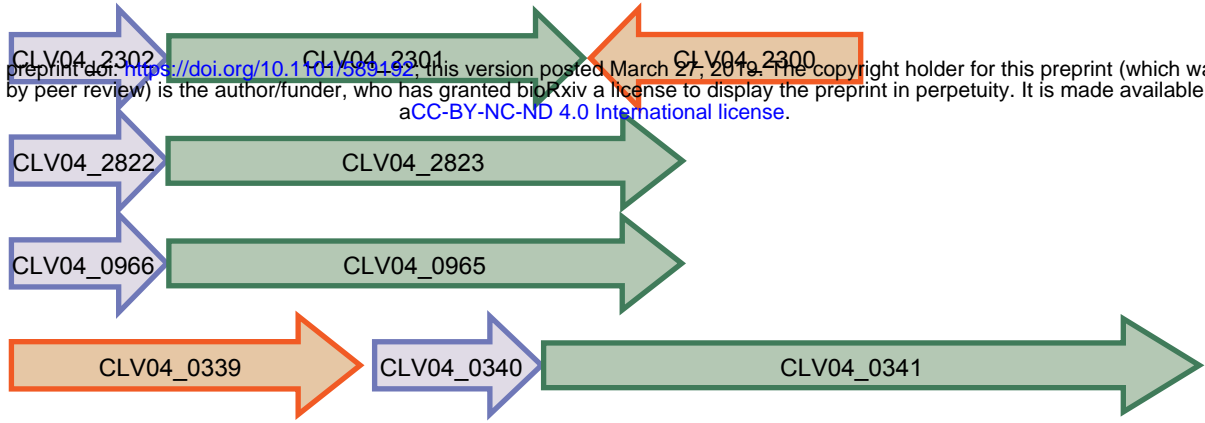 CLV04_2302 CLV04_2301 CLV04_2300
preprint doi: https://doi.org/10.1101/589192; this version posted March 27, 2019. The copyright holder for this preprint (which wa
by peer review) is the author/funder, who has granted bioRxiv a license to display the preprint in perpetuity. It is made available
aCC-BY-NC-ND 4.0 International license.
CLV04_2822 CLV04_2823
CLV04_0966 CLV04_0965
CLV04_0339 CLV04_0340 CLV04_0341